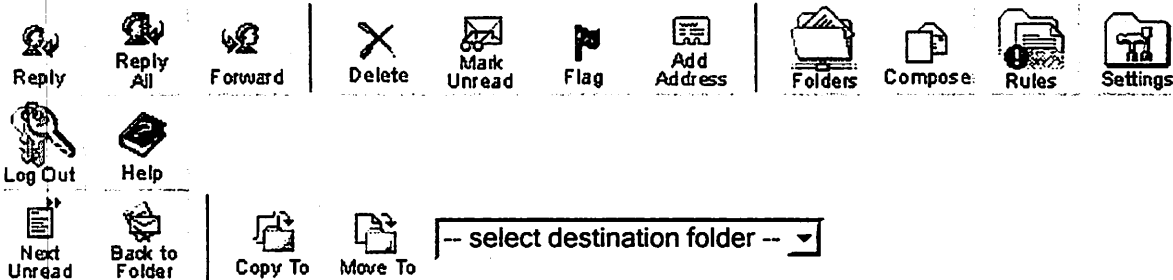 Reply Reply All Forward Delete Mark Unread Flag Add Address Folders Compose Rules Settings
Log Out Help
Next Unread Back to Folder Copy To Move To -- select destination folder --